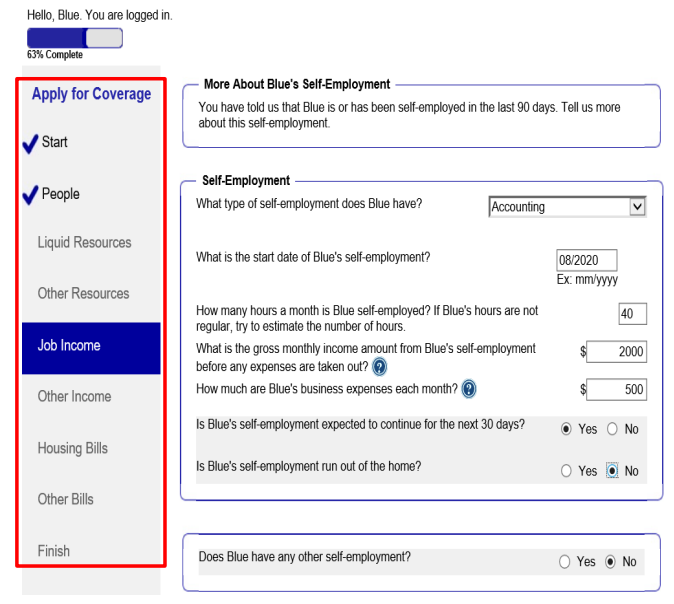 Hello, Blue. You are logged in.
63% Complete
Apply for Coverage
Start
People
Liquid Resources
Other Resources
Job Income
Other Income
Housing Bills
Other Bills
Finish
More About Blue's Self-Employment
You have told us that Blue is or has been self-employed in the last 90 days. Tell us more
about this self-employment.
Self-Employment
What type of self-employment does Blue have? Accounting
What is the start date of Blue's self-employment? 08/2020
Ex: mm/yyyy
How many hours a month is Blue self-employed? If Blue's hours are not
regular, try to estimate the number of hours. 40
What is the gross monthly income amount from Blue's self-employment
before any expenses are taken out? ? $ 2000
How much are Blue's business expenses each month? ? $ 500
Is Blue's self-employment expected to continue for the next 30 days? Yes No
Is Blue's self-employment run out of the home? Yes No
Does Blue have any other self-employment? Yes No